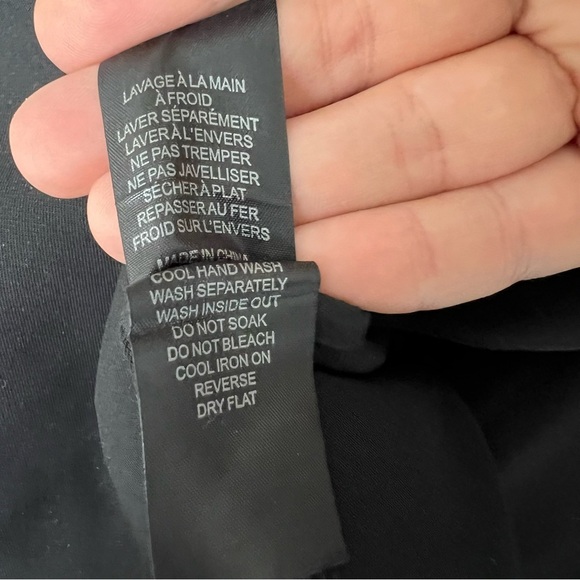 LAVAGE À LA MAIN
À FROID
LAVER SÉPARÉMENT
LAVER À L'ENVERS
NE PAS TREMPER
NE PAS JAVELLISER
SÉCHER À PLAT
REPASSER AU FER
FROID SUR L'ENVERS
MADE IN CHINA
COOL HAND WASH
WASH SEPARATELY
WASH INSIDE OUT
DO NOT SOAK
DO NOT BLEACH
COOL IRON ON
REVERSE
DRY FLAT